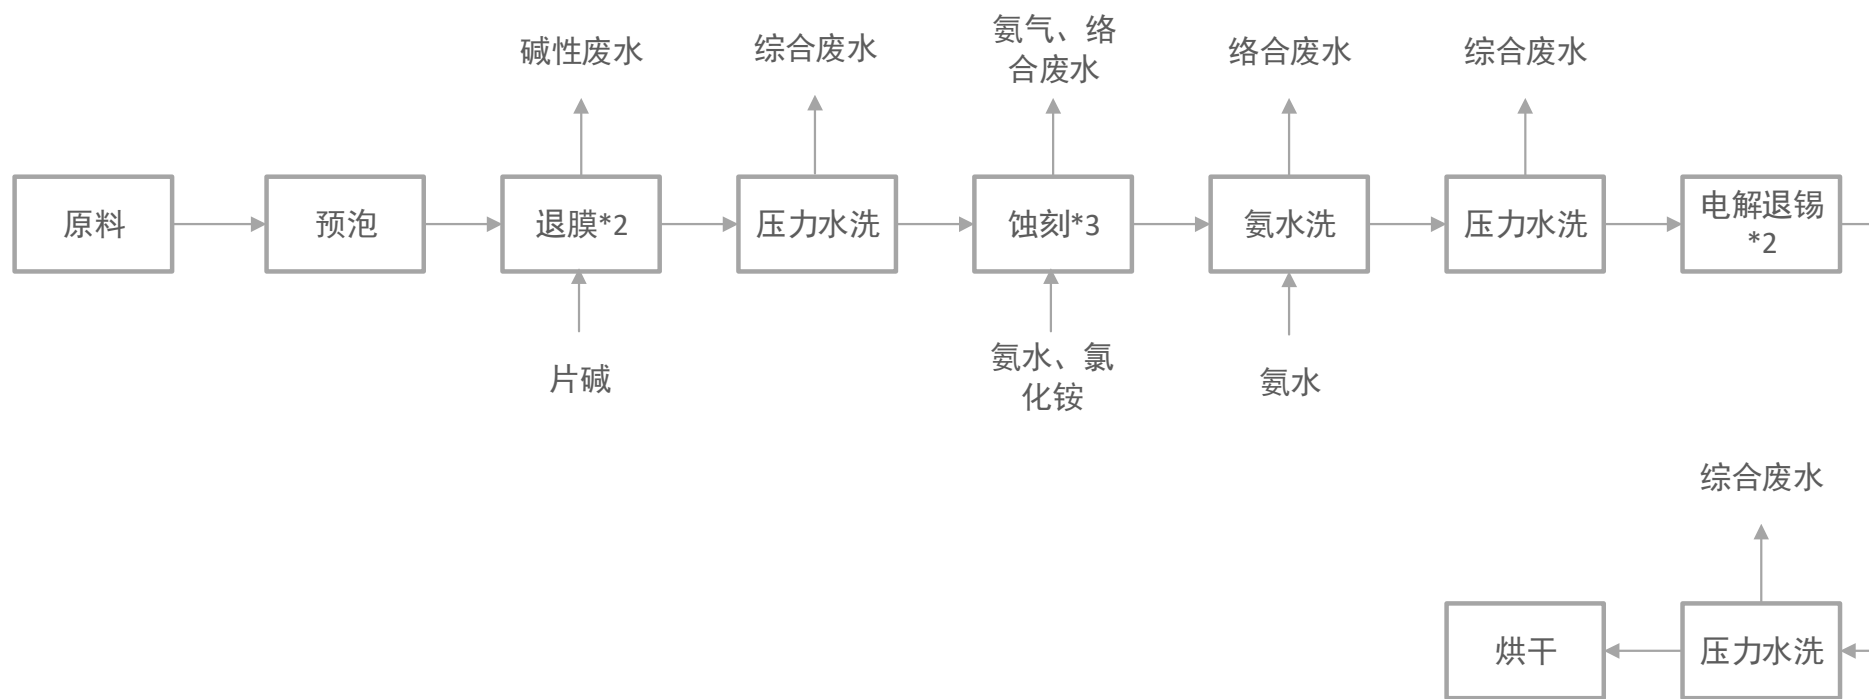 碱性废水
综合废水
氨气、络
合废水
络合废水
综合废水
原料
预泡
退膜*2
压力水洗
蚀刻*3
氨水洗
压力水洗
电解退锡
*2
片碱
氨水、氯
化铵
氨水
综合废水
烘干
压力水洗